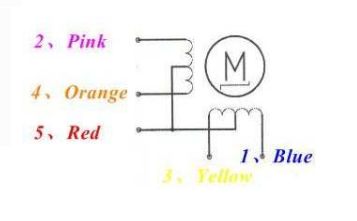 2、Pink
M
4、Orange
5、Red
1、Blue
3、Yellow